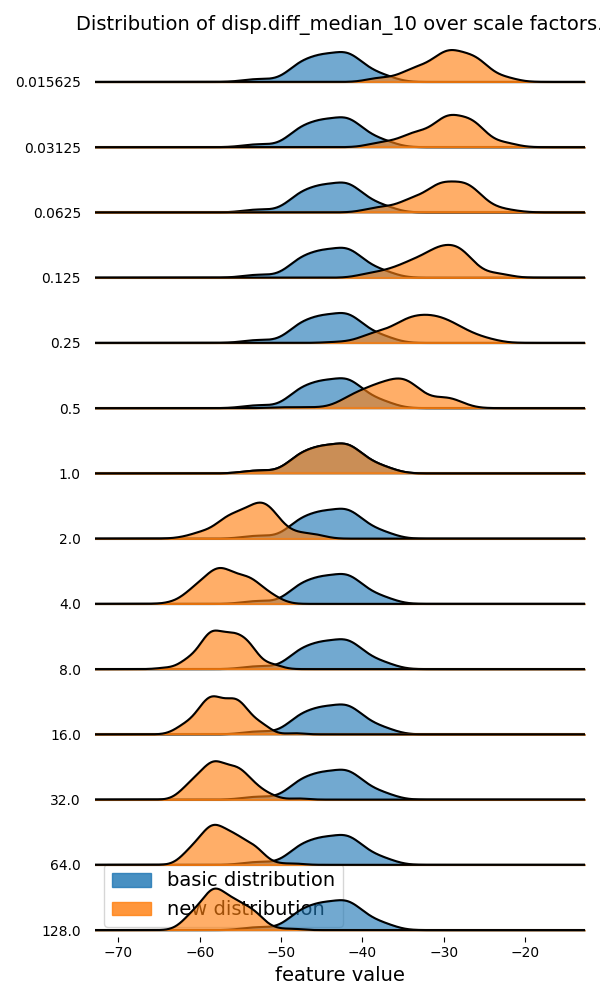 Distribution of disp.diff_median_10 over scale factors.
0.015625
0.03125
0.0625
0.125
0.25
0.5
1.0
2.0
4.0
8.0
16.0
32.0
64.0
128.0
basic distribution
new distribution
−70 −60 −50 −40 −30 −20
feature value